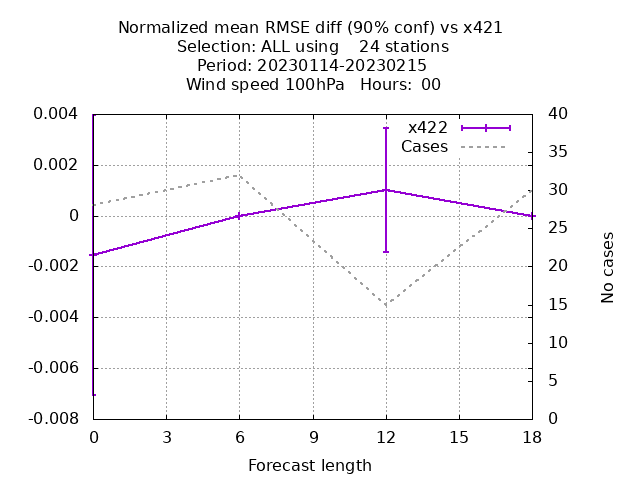 Normalized mean RMSE diff (90% conf) vs x421
Selection: ALL using    24 stations
Period: 20230114-20230215
Wind speed 100hPa   Hours:  00
x422
Cases
0.004
0.002
0
-0.002
-0.004
-0.006
-0.008
40
35
30
25
20
15
10
5
0
No cases
0 3 6 9 12 15 18
Forecast length